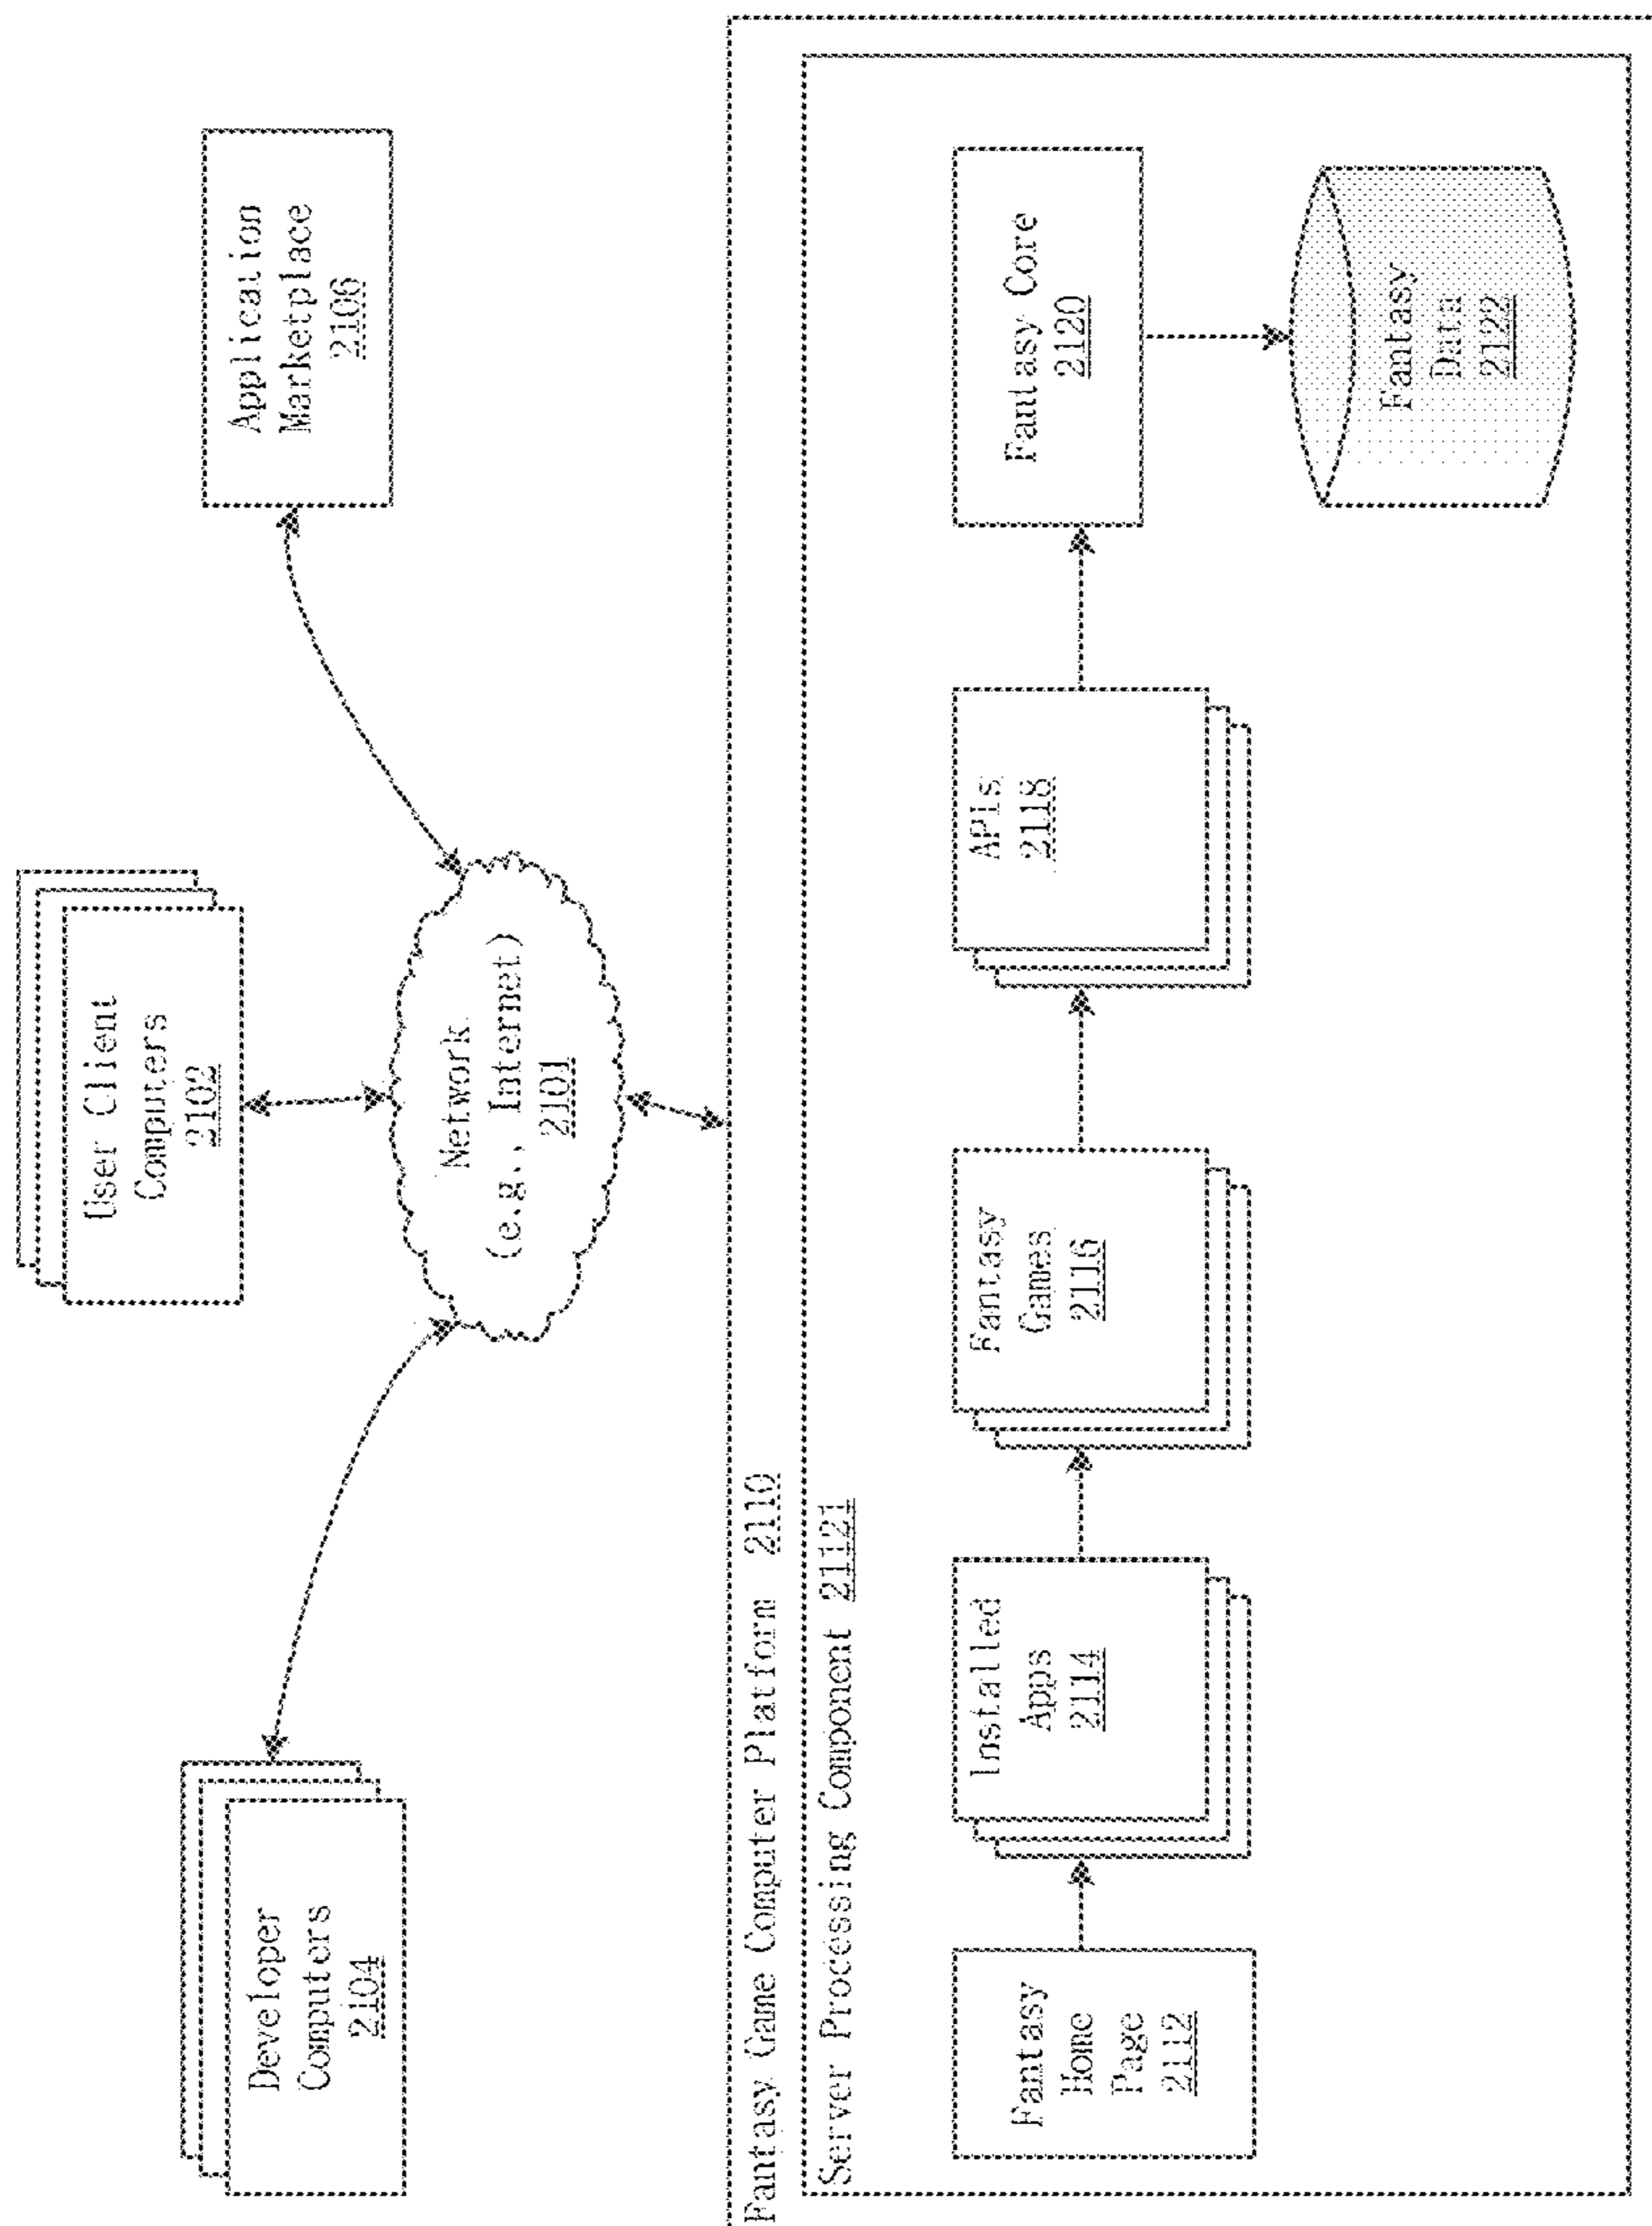 User Client
Computers
2102
Developer
Computers
2104
Application
Marketplace
2106
Network
(e.g., Internet)
2101
Fantasy Game Computer Platform 2110
Server Processing Component 21121
Fantasy
Home
Page
2112
Installed
Apps
2114
Fantasy
Games
2116
APIs
2118
Fantasy Core
2120
Fantasy
Data
2122